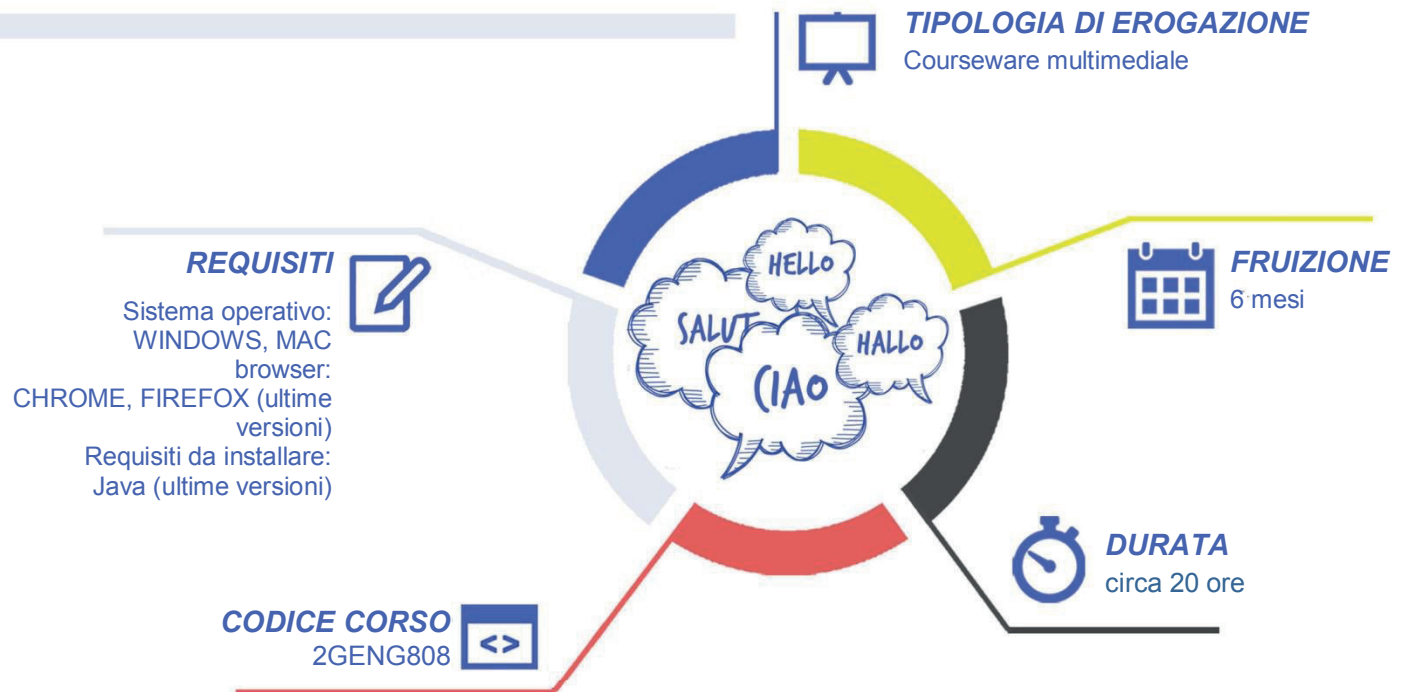 TIPOLOGIA DI EROGAZIONE
Courseware multimediale
REQUISITI
Sistema operativo:
WINDOWS, MAC
browser:
CHROME, FIREFOX (ultime
versioni)
Requisiti da installare:
Java (ultime versioni)
HELLO
SALUT
HALLO
CIAO
FRUIZIONE
6 mesi
DURATA
circa 20 ore
CODICE CORSO
2GENG808